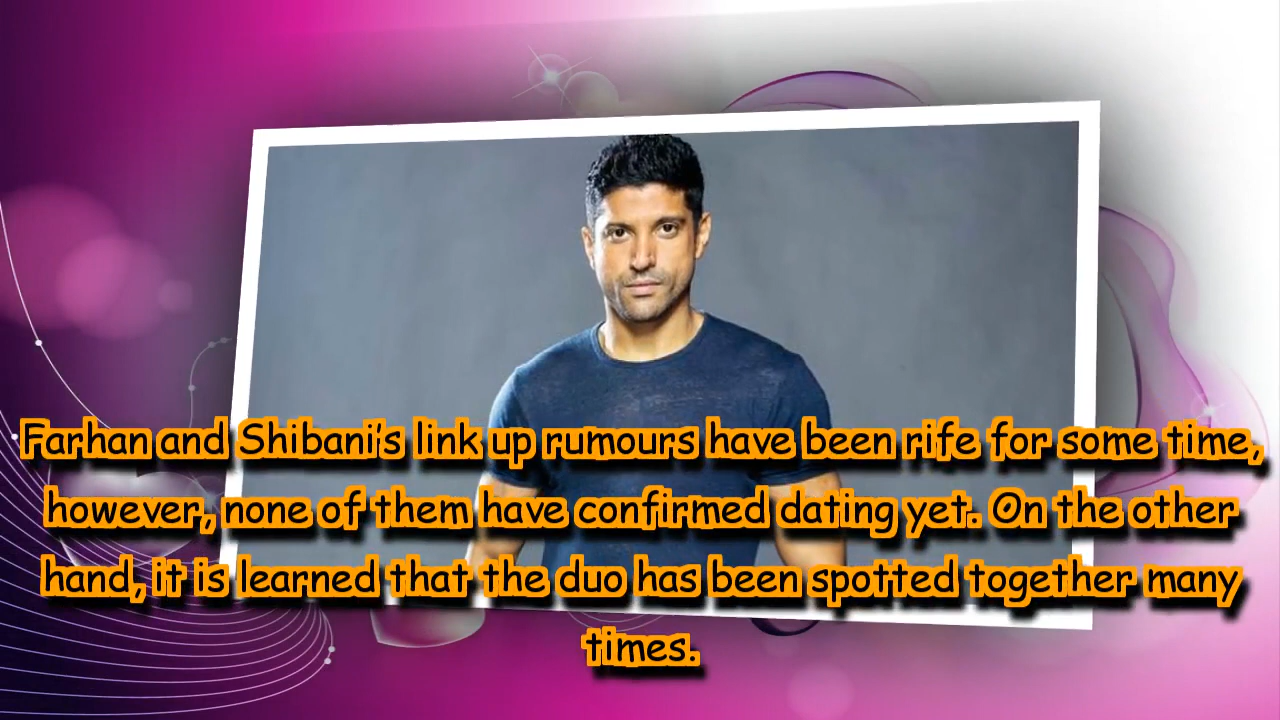 Farhan and Shibani's link up rumours have been rife for some time,
however, none of them have confirmed dating yet. On the other
hand, it is learned that the duo has been spotted together many
times.